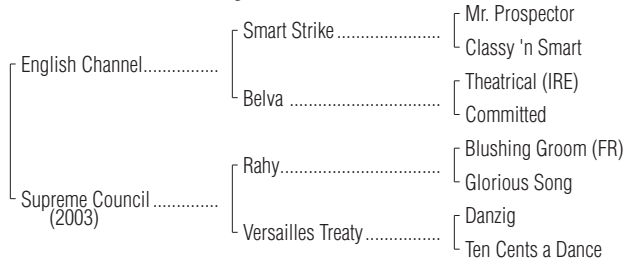 Mr. Prospector
Smart Strike ....................
Classy 'n Smart
English Channel...............
Theatrical (IRE)
Belva .............................
Committed
Blushing Groom (FR)
Rahy...............................
Glorious Song
Supreme Council ..............
(2003)
Danzig
Versailles Treaty...............
Ten Cents a Dance